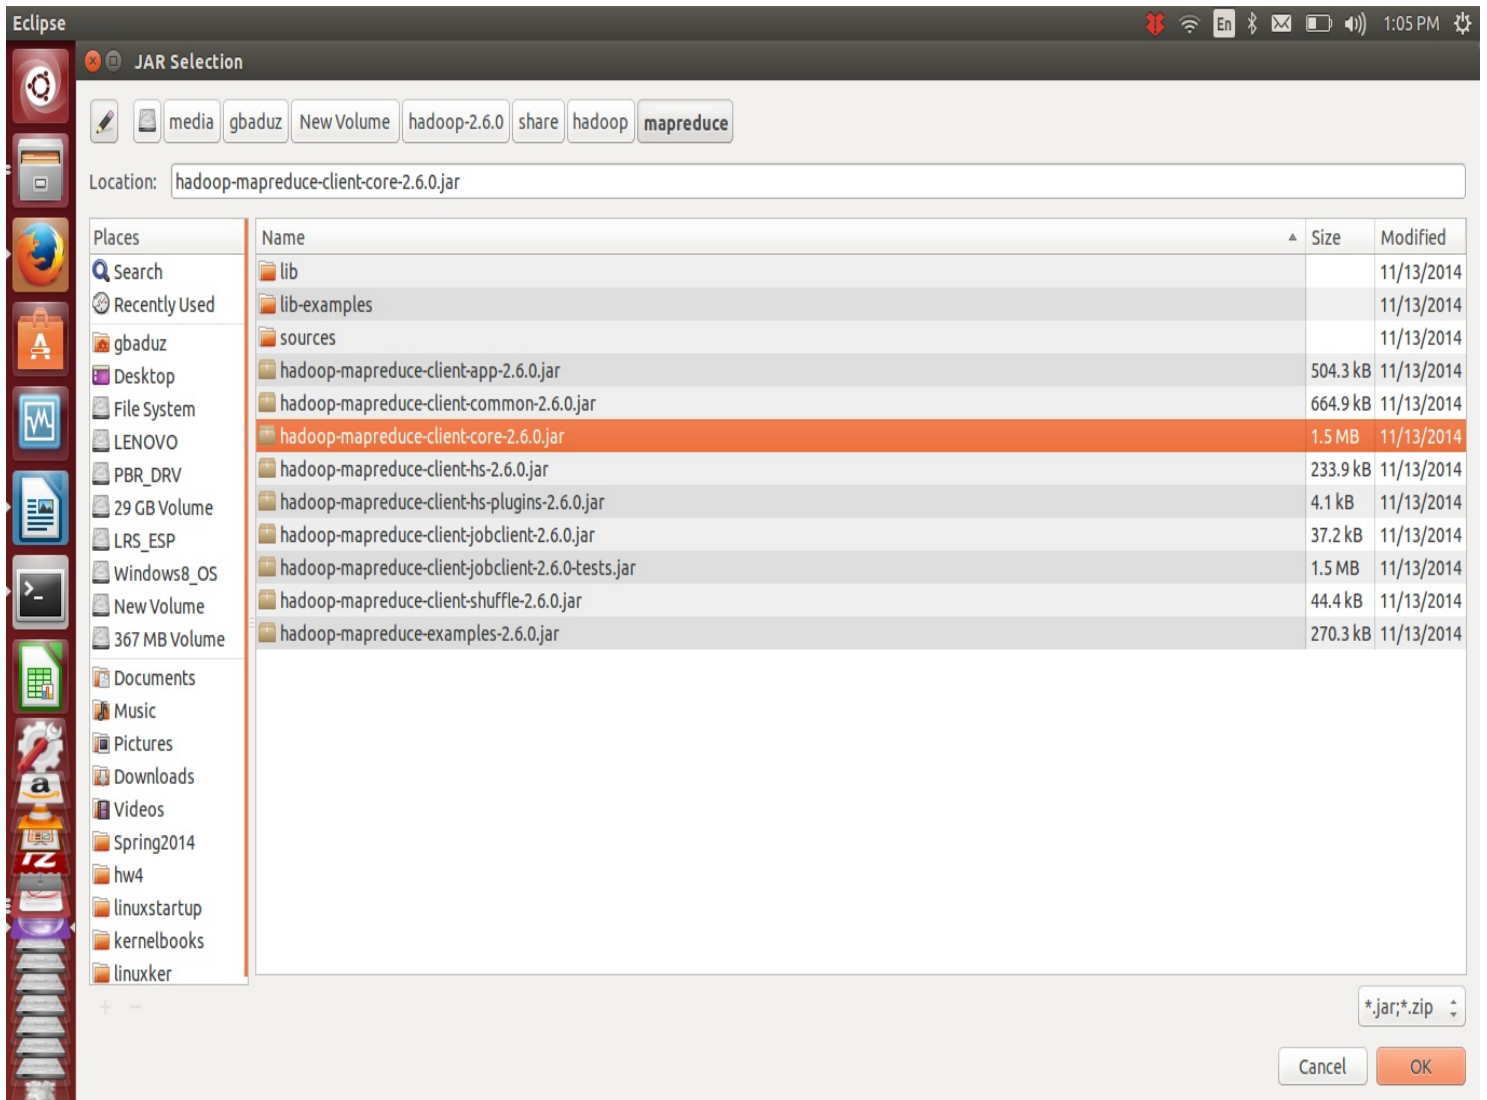 Eclipse En 1:05 PM
JAR Selection
media gbaduz New Volume hadoop-2.6.0 share hadoop mapreduce
Location: hadoop-mapreduce-client-core-2.6.0.jar
Places
Search
Recently Used
gbaduz
Desktop
File System
LENOVO
PBR_DRV
29 GB Volume
LRS_ESP
Windows8_OS
New Volume
367 MB Volume
Documents
Music
Pictures
Downloads
Videos
Spring2014
hw4
linuxstartup
kernelbooks
linuxker
Name Size Modified
lib 11/13/2014
lib-examples 11/13/2014
sources 11/13/2014
hadoop-mapreduce-client-app-2.6.0.jar 504.3 kB 11/13/2014
hadoop-mapreduce-client-common-2.6.0.jar 664.9 kB 11/13/2014
hadoop-mapreduce-client-core-2.6.0.jar 1.5 MB 11/13/2014
hadoop-mapreduce-client-hs-2.6.0.jar 233.9 kB 11/13/2014
hadoop-mapreduce-client-hs-plugins-2.6.0.jar 4.1 kB 11/13/2014
hadoop-mapreduce-client-jobclient-2.6.0.jar 37.2 kB 11/13/2014
hadoop-mapreduce-client-jobclient-2.6.0-tests.jar 1.5 MB 11/13/2014
hadoop-mapreduce-client-shuffle-2.6.0.jar 44.4 kB 11/13/2014
hadoop-mapreduce-examples-2.6.0.jar 270.3 kB 11/13/2014
*.jar;*.zip
Cancel OK